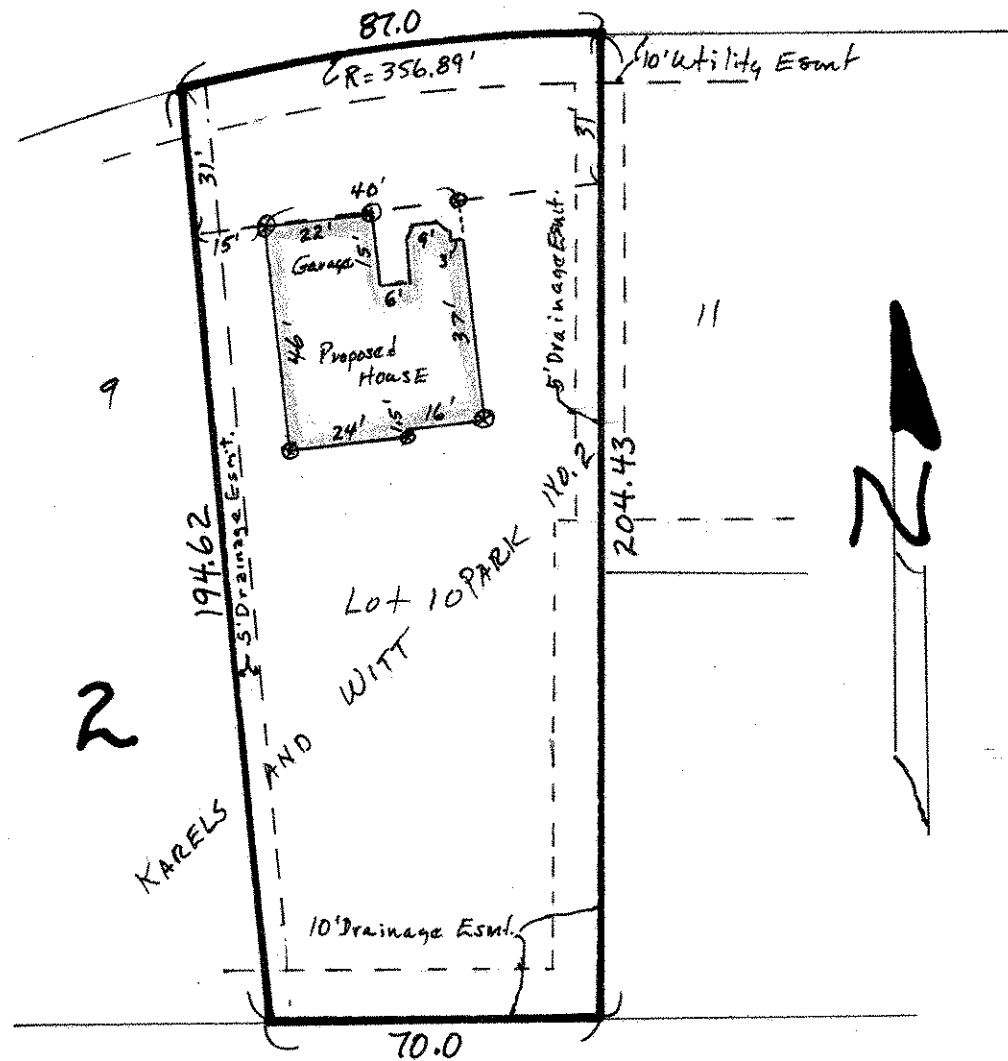 87.0
R=356.89'
10' Utility Esmt
31'
31'
40'
15'
22'
Garage
15'
9'
3'
6'
5' Drainage Esmt.
11
46'
37'
Proposed
HousE
9
24'
1.5'
16'
194.62
5' Drainage Esmt.
140.2
204.43
N
Lot 10 PARK
WITT
AND
KARELS
2
10' Drainage Esmt.
70.0